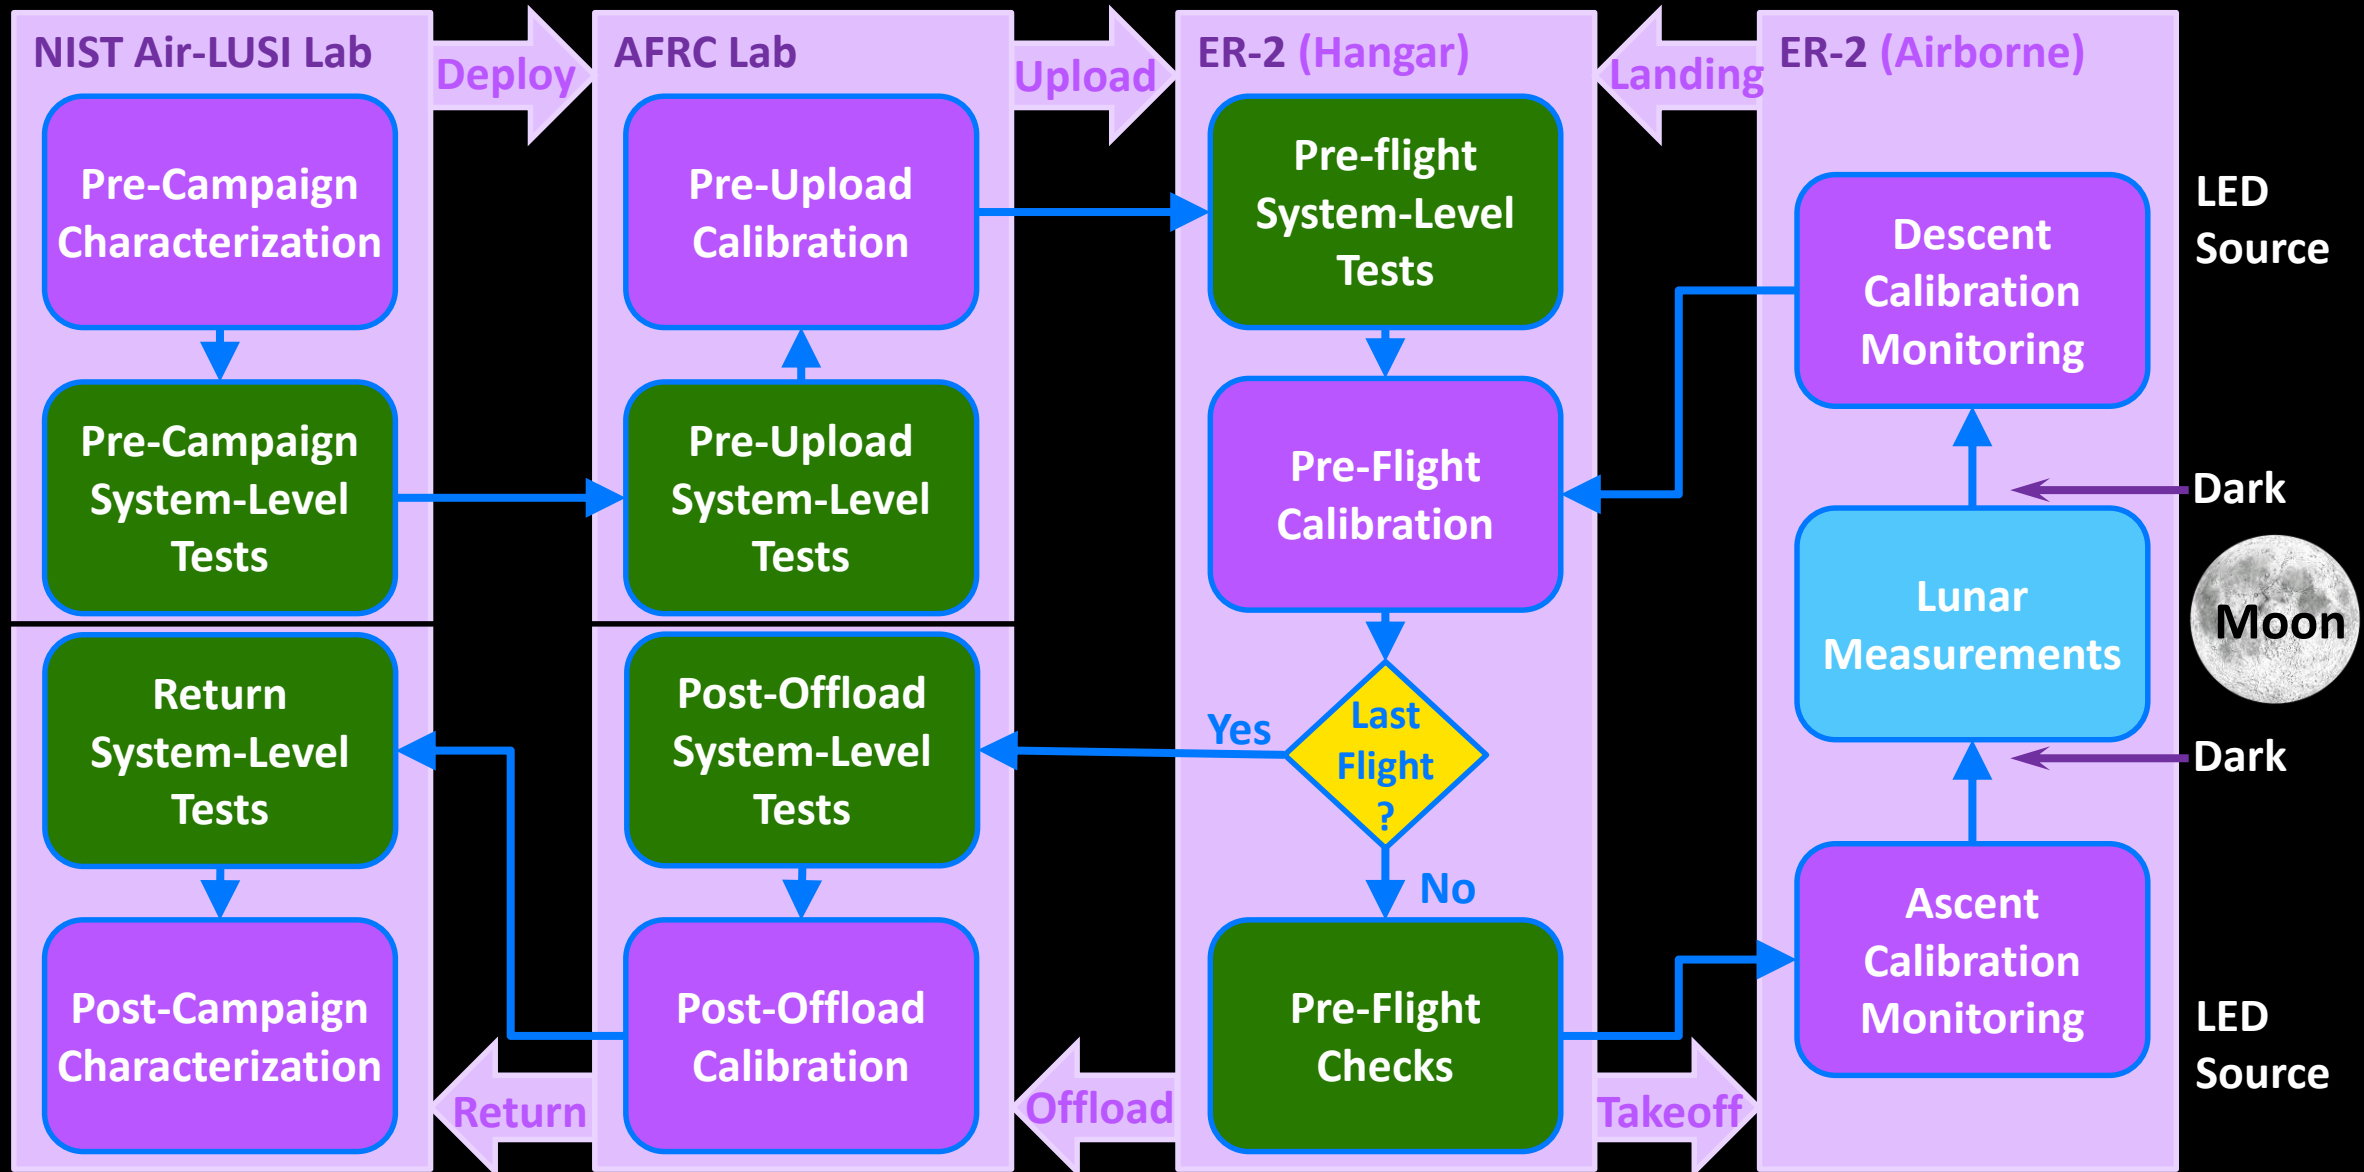 NIST Air-LUSI Lab
Deploy
AFRC Lab
Upload
ER-2 (Hangar)
Landing
ER-2 (Airborne)
Pre-Campaign
Characterization
Pre-Campaign
System-Level
Tests
Return
System-Level
Tests
Post-Campaign
Characterization
Return
Pre-Upload
Calibration
Pre-Upload
System-Level
Tests
Post-Offload
System-Level
Tests
Post-Offload
Calibration
Offload
Pre-flight
System-Level
Tests
Pre-Flight
Calibration
Last
Flight
?
Yes
No
Pre-Flight
Checks
Takeoff
Descent
Calibration
Monitoring
Lunar
Measurements
Ascent
Calibration
Monitoring
LED
Source
Dark
Moon
Dark
LED
Source